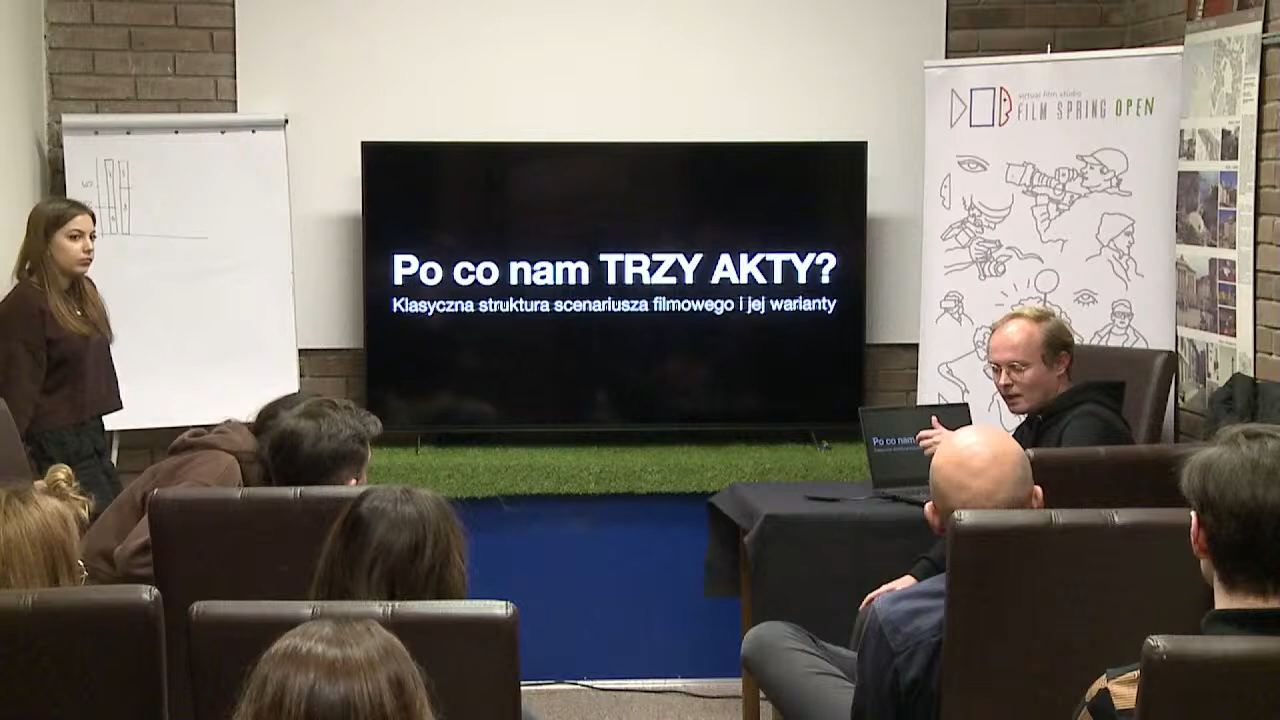 Po co nam TRZY AKTY?
Klasyczna struktura scenariusza filmowego i jej warianty
virtual film studio
FILM SPRING OPEN
Po co nam